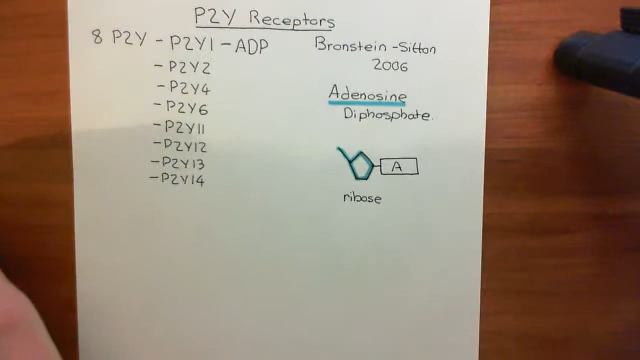 P2Y Receptors
8 P2Y - P2Y1 - ADP
- P2Y2
- P2Y4
- P2Y6
- P2Y11
- P2Y12
- P2Y13
- P2Y14
Bronstein - Sitton
2006
Adenosine
Diphosphate.
A
ribose